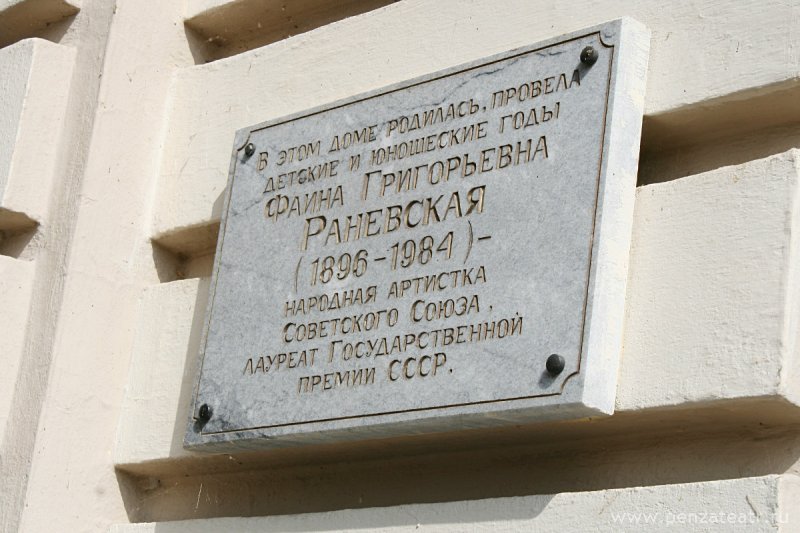 В этом доме родилась, провела
детские и юношеские годы
Фаина Григорьевна
Раневская
(1896-1984)-
народная артистка
Советского Союза,
лауреат Государственной
премии СССР.
www.penzateatr.ru